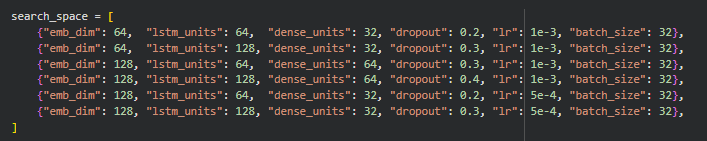 search_space = [
    {"emb_dim": 64,  "lstm_units": 64,  "dense_units": 32, "dropout": 0.2, "lr": 1e-3, "batch_size": 32},
    {"emb_dim": 64,  "lstm_units": 128, "dense_units": 32, "dropout": 0.3, "lr": 1e-3, "batch_size": 32},
    {"emb_dim": 128, "lstm_units": 64,  "dense_units": 64, "dropout": 0.3, "lr": 1e-3, "batch_size": 32},
    {"emb_dim": 128, "lstm_units": 128, "dense_units": 64, "dropout": 0.4, "lr": 1e-3, "batch_size": 32},
    {"emb_dim": 128, "lstm_units": 64,  "dense_units": 32, "dropout": 0.2, "lr": 5e-4, "batch_size": 32},
    {"emb_dim": 128, "lstm_units": 128, "dense_units": 32, "dropout": 0.3, "lr": 5e-4, "batch_size": 32},
]